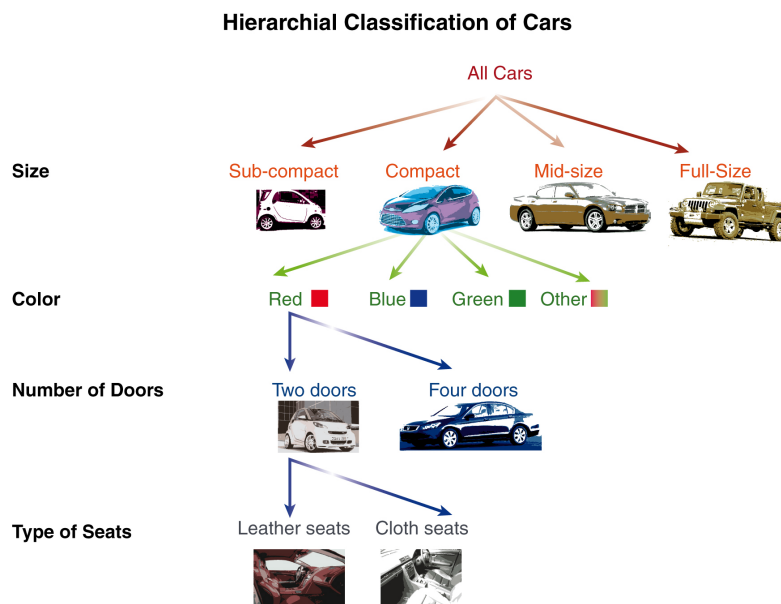 Hierarchial Classification of Cars
All Cars
Size
Sub-compact
Compact
Mid-size
Full-Size
Color
Red
Blue
Green
Other
Number of Doors
Two doors
Four doors
Type of Seats
Leather seats
Cloth seats